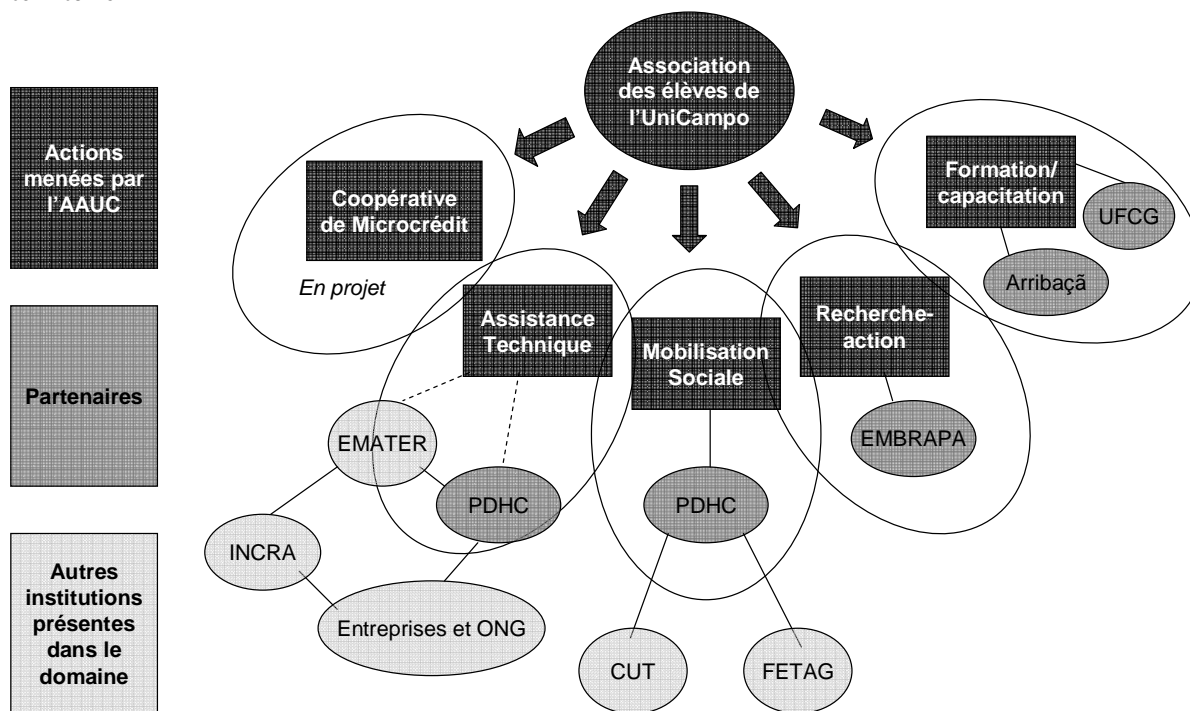 Association
des élèves de
l'UniCampo
Actions
menées par
l'AAUC
Coopérative
de Microcrédit
En projet
Formation/
capacitation
UFCG
Arribaçã
Assistance
Technique
Mobilisation
Sociale
Recherche-
action
Partenaires
EMATER
PDHC
PDHC
EMBRAPA
INCRA
Entreprises et ONG
CUT
FETAG
Autres
institutions
présentes
dans le
domaine